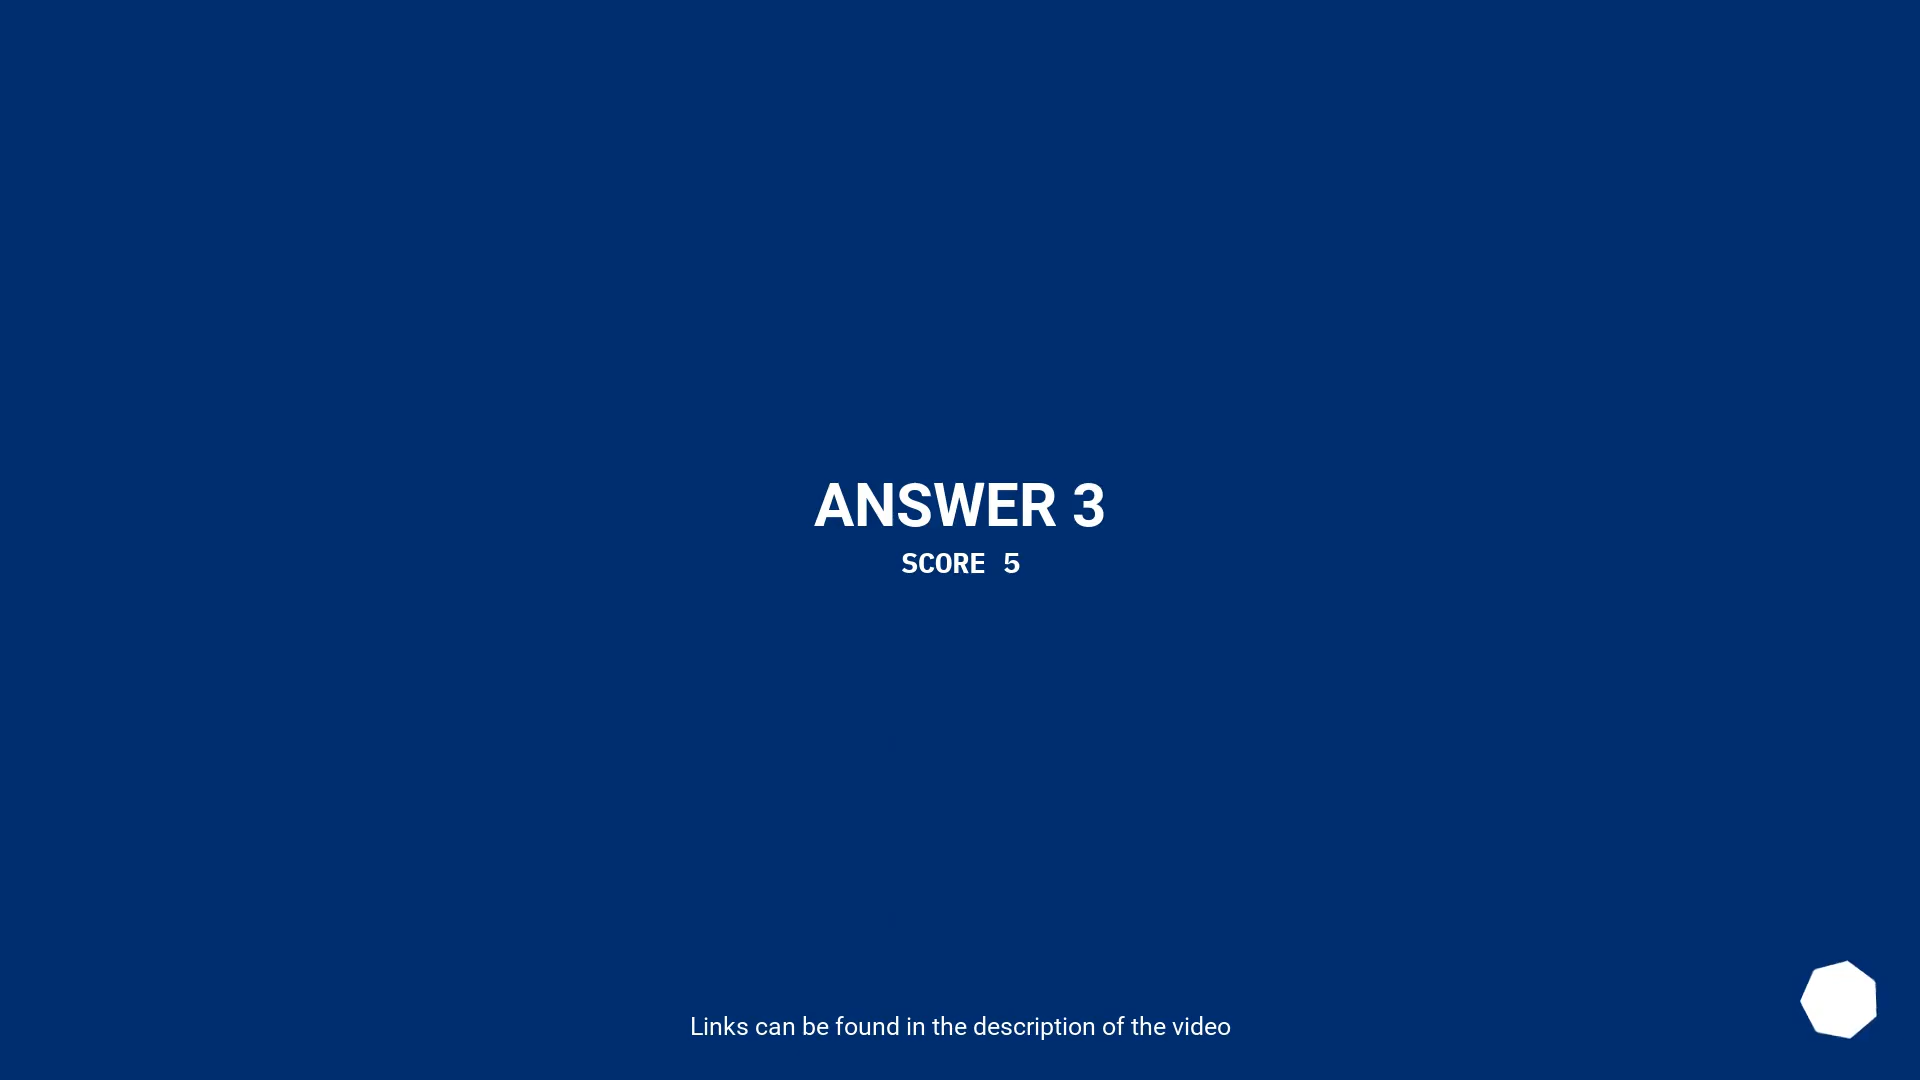 ANSWER 3
SCORE 5
Links can be found in the description of the video